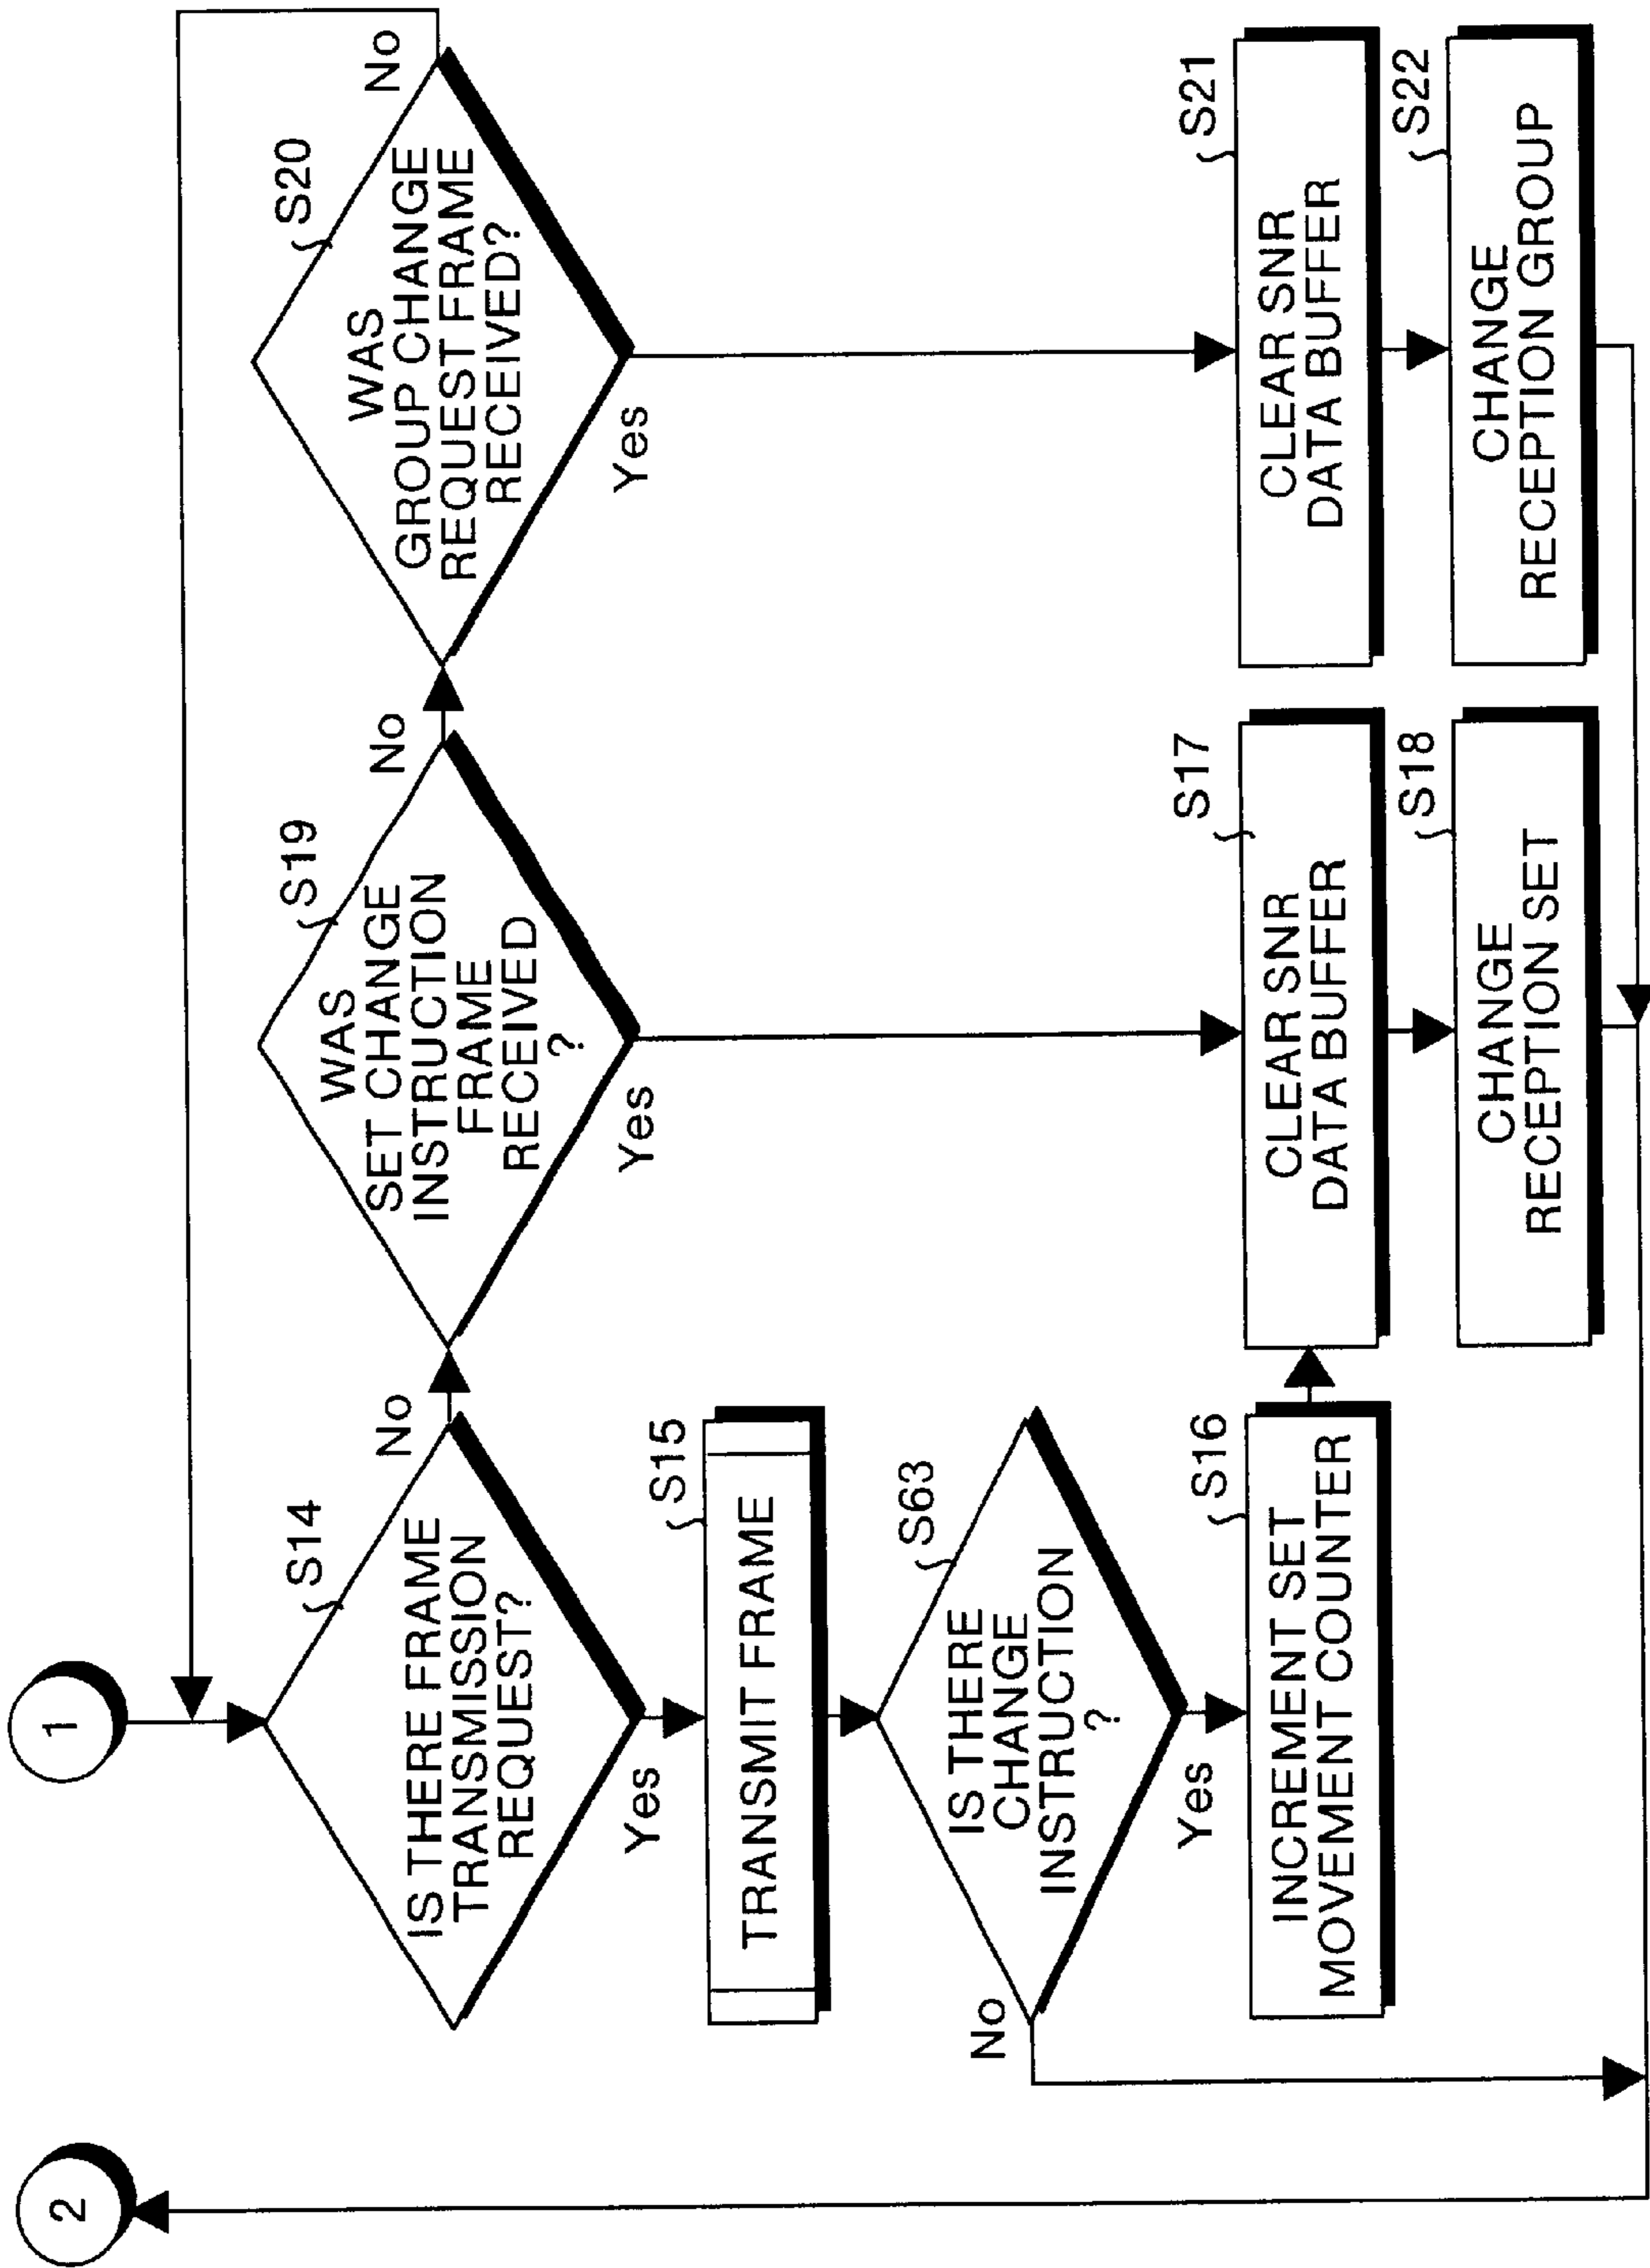 1
2
S14
IS THERE FRAME
TRANSMISSION
REQUEST?
No
Yes
S15
TRANSMIT FRAME
S63
IS THERE
CHANGE
INSTRUCTION
?
No
Yes
S16
INCREMENT SET
MOVEMENT COUNTER
S19
WAS
SET CHANGE
INSTRUCTION
FRAME
RECEIVED
?
No
Yes
S17
CLEAR SNR
DATA BUFFER
S18
CHANGE
RECEPTION SET
S20
WAS
GROUP CHANGE
REQUEST FRAME
RECEIVED?
No
Yes
S21
CLEAR SNR
DATA BUFFER
S22
CHANGE
RECEPTION GROUP